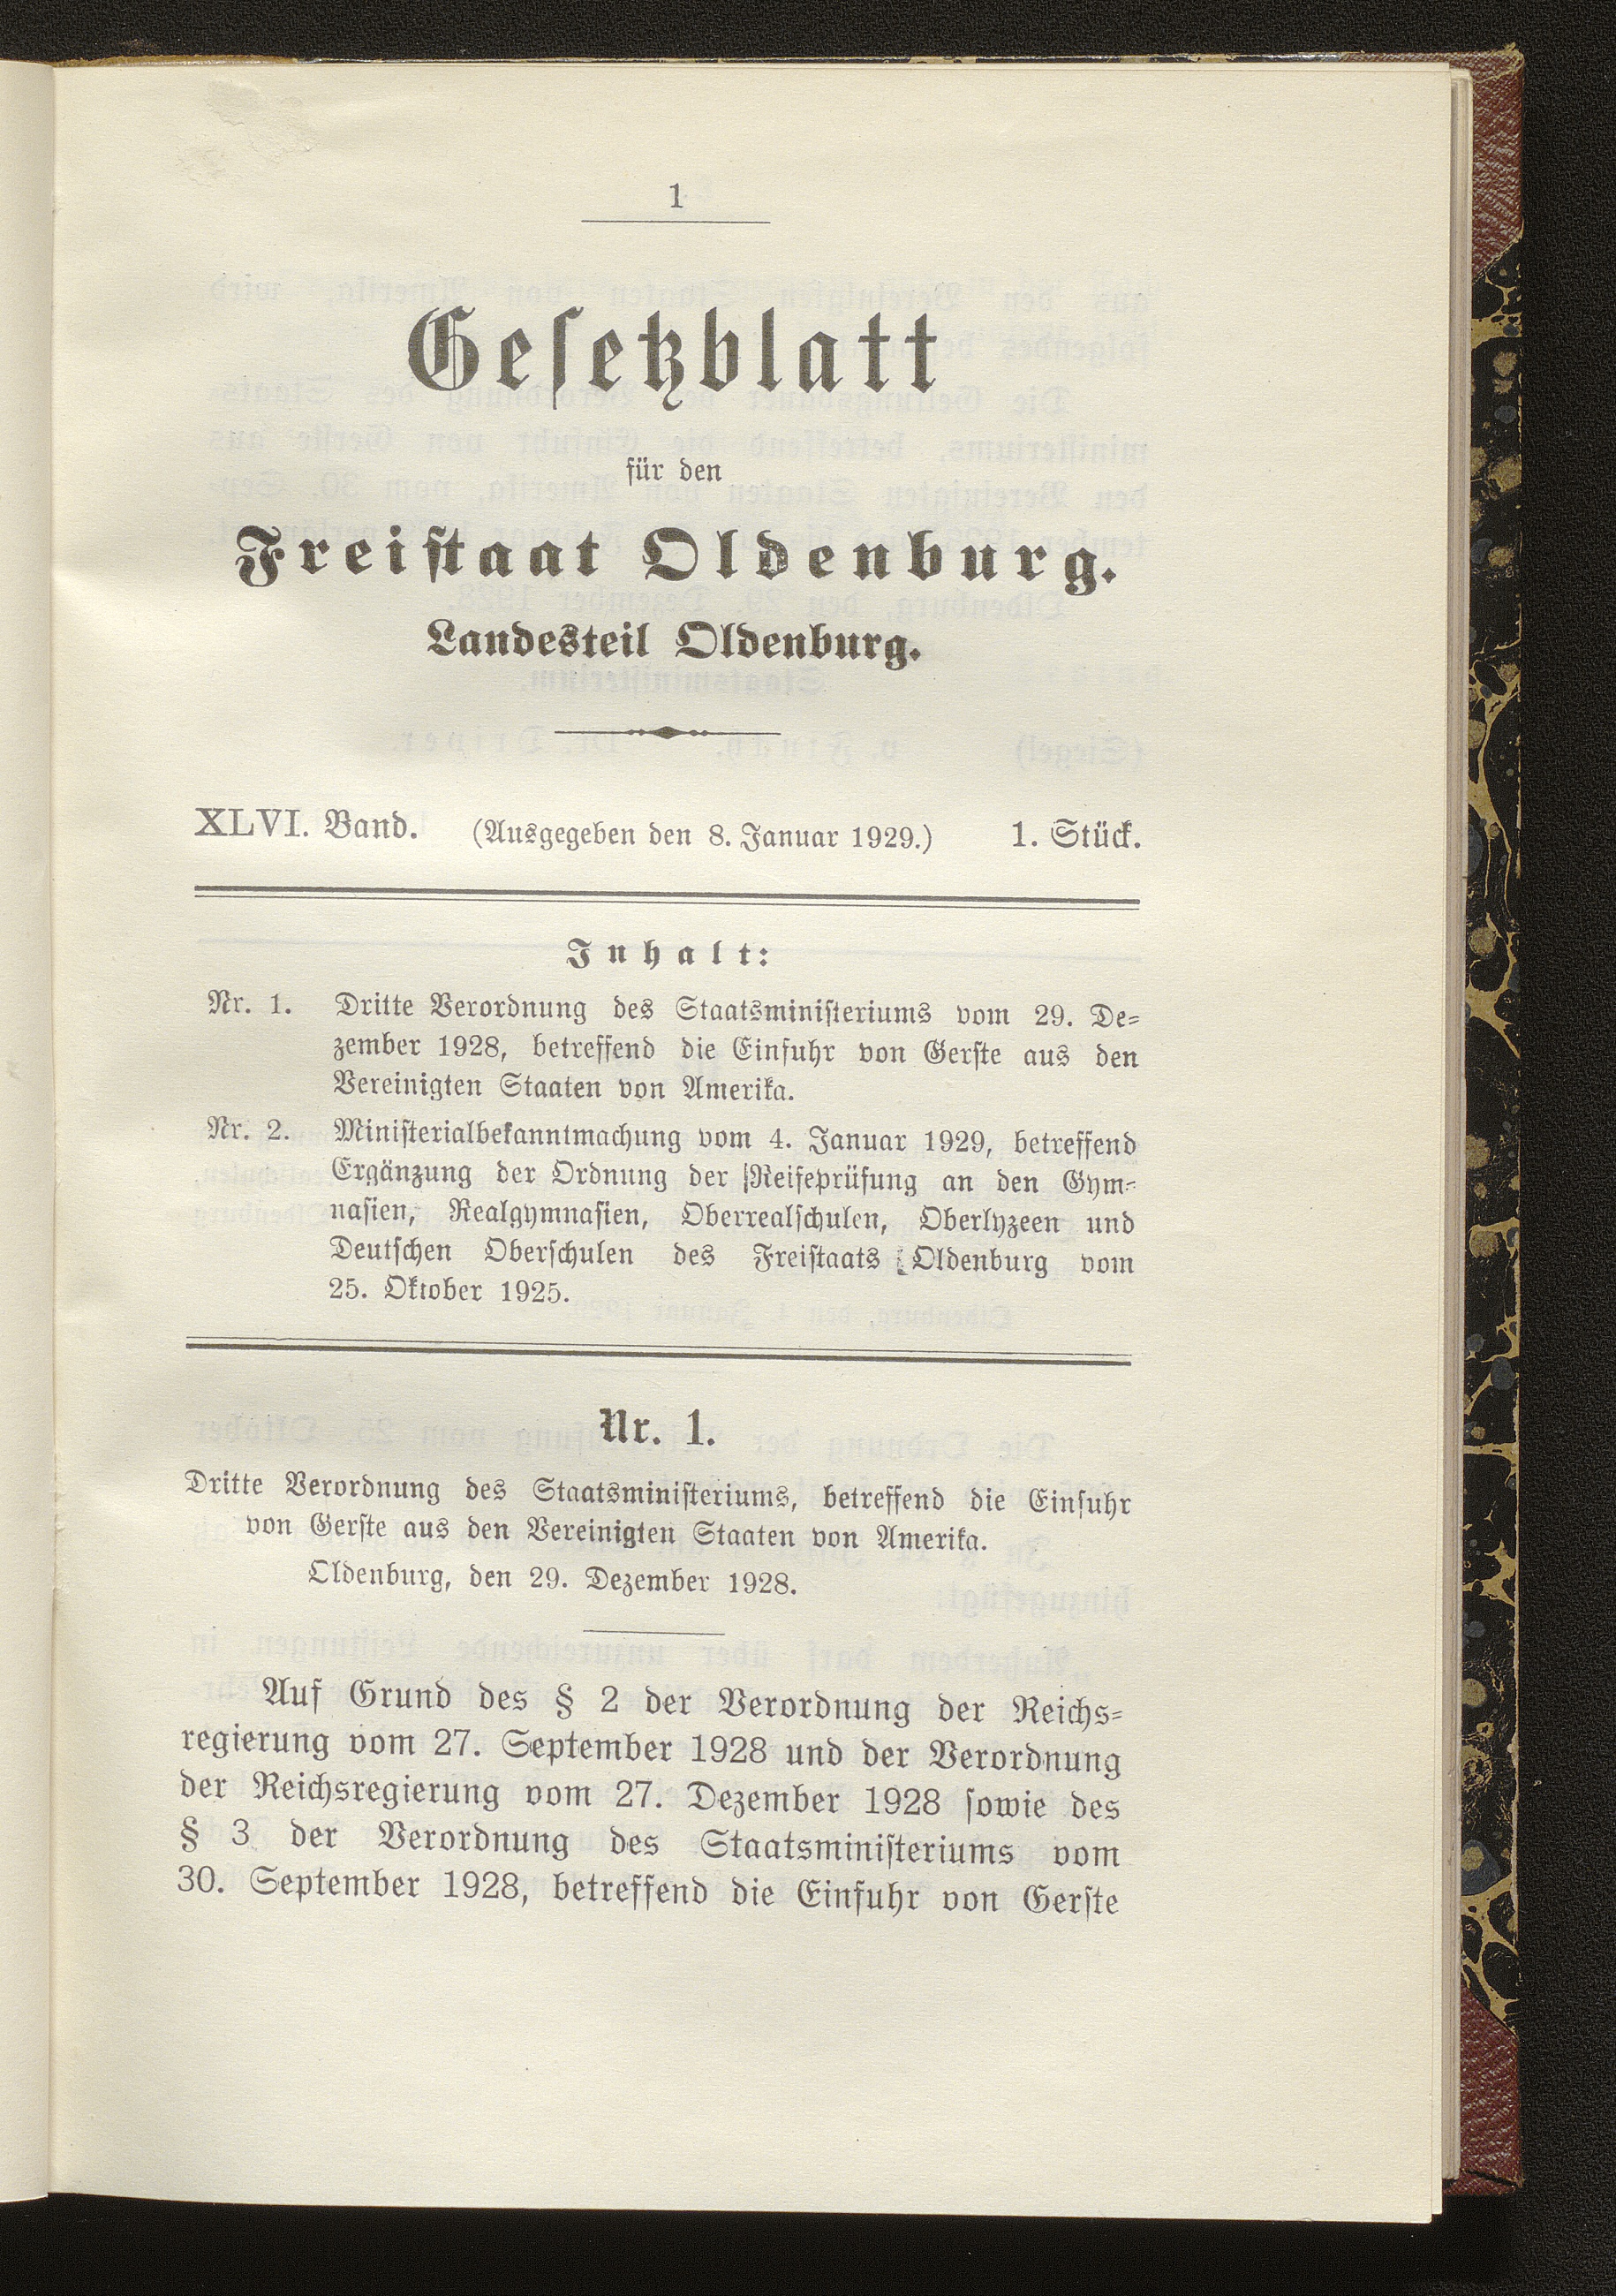 1
Gesetzblatt
für den
Freistaat Oldenburg.
Landesteil Oldenburg.
XLVI. Band. (Ausgegeben den 8. Januar 1929.) 1. Stück.
Inhalt:
Nr. 1. Dritte Verordnung des Staatsministeriums vom 29. De-
zember 1928, betreffend die Einfuhr von Gerste aus den
Vereinigten Staaten von Amerika.
Nr. 2. Ministerialbekanntmachung vom 4. Januar 1929, betreffend
Ergänzung der Ordnung der Reifeprüfung an den Gym-
nasien, Realgymnasien, Oberrealschulen, Oberlyzeen und
Deutschen Oberschulen des Freistaats Oldenburg vom
25. Oktober 1925.
Nr. 1.
Dritte Verordnung des Staatsministeriums, betreffend die Einfuhr
von Gerste aus den Vereinigten Staaten von Amerika.
Oldenburg, den 29. Dezember 1928.
Auf Grund des § 2 der Verordnung der Reichs-
regierung vom 27. September 1928 und der Verordnung
der Reichsregierung vom 27. Dezember 1928 sowie des
§ 3 der Verordnung des Staatsministeriums vom
30. September 1928, betreffend die Einfuhr von Gerste